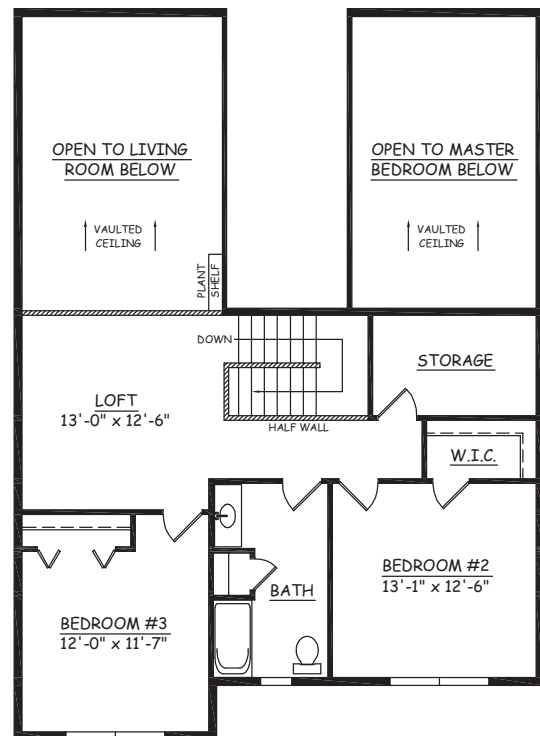 OPEN TO LIVING
ROOM BELOW
OPEN TO MASTER
BEDROOM BELOW
VAULTED
CEILING
VAULTED
CEILING
PLANT
SHELF
DOWN
STORAGE
LOFT
13'-0" x 12'-6"
HALF WALL
W.I.C.
BEDROOM #2
13'-1" x 12'-6"
BATH
BEDROOM #3
12'-0" x 11'-7"